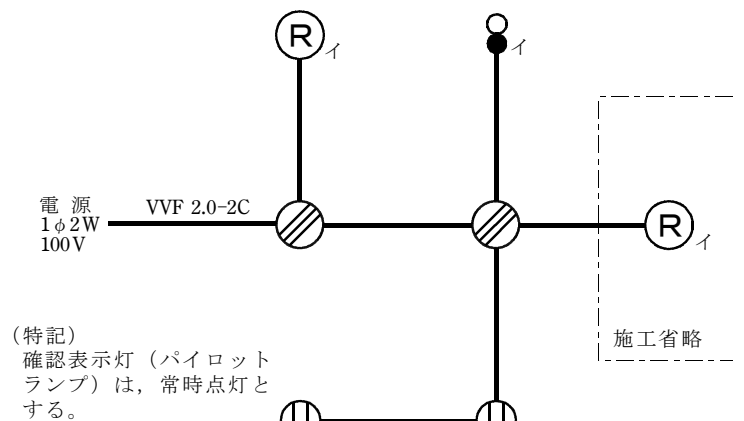 R イ
イ
電源
1φ2W
100V
VVF 2.0-2C
R イ
施工省略
(特記)
確認表示灯(パイロット
ランプ)は,常時点灯と
する。